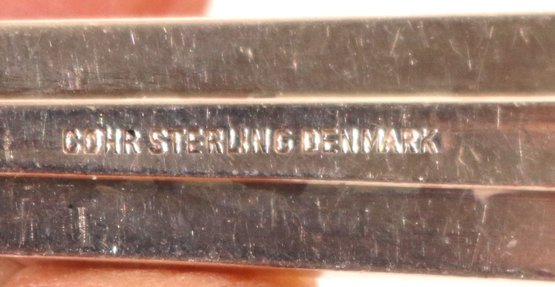 COHR STERLING DENMARK